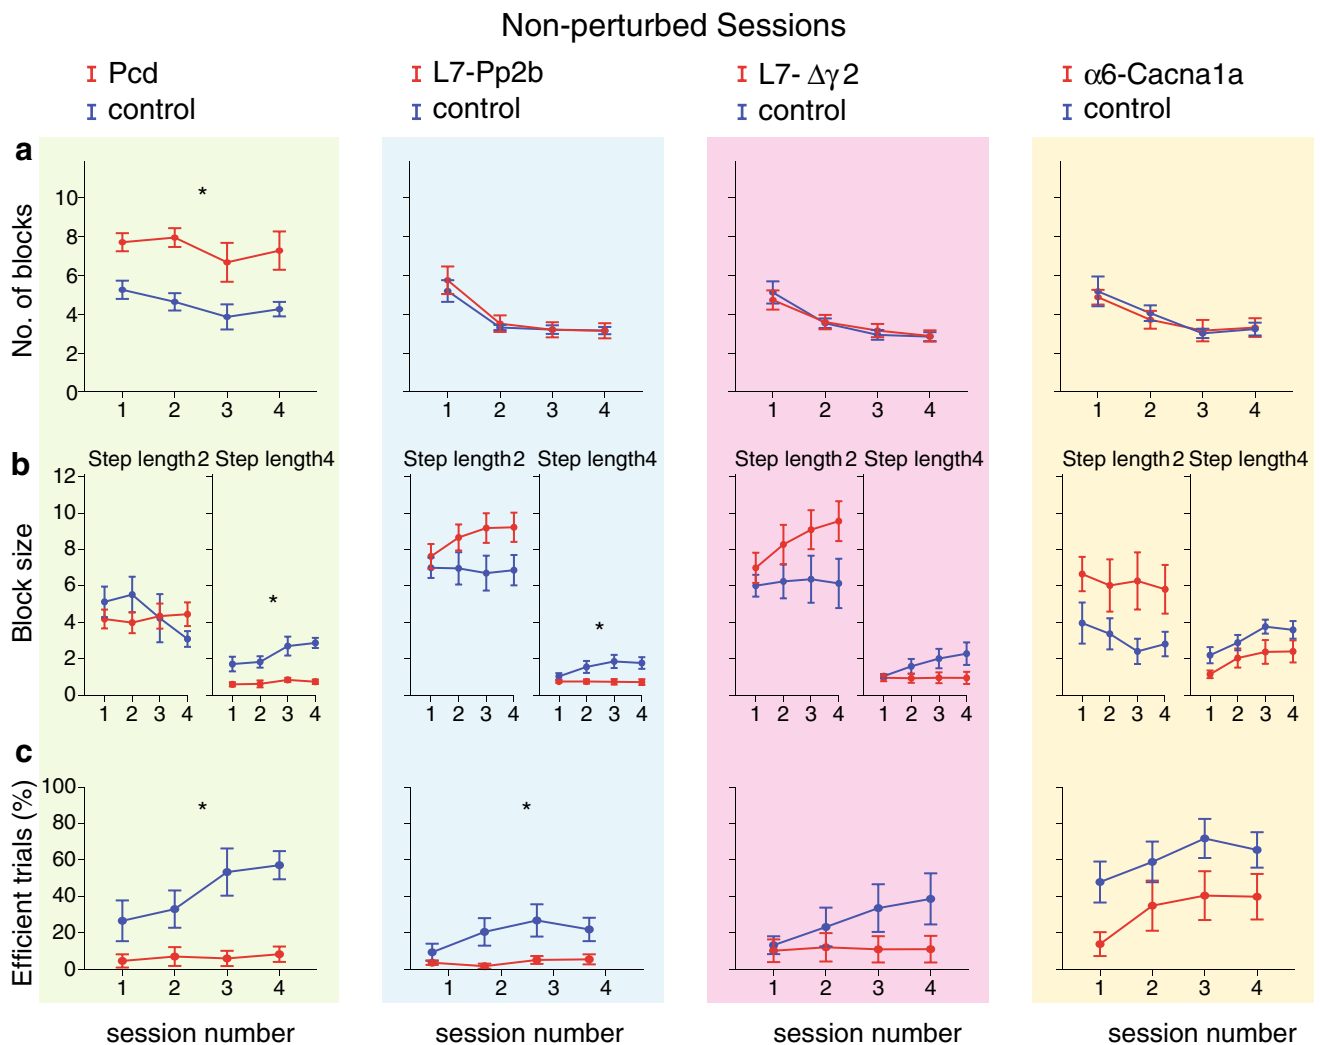 Non-perturbed Sessions
Pcd
control
L7-Pp2b
control
L7- Δγ2
control
α6-Cacna1a
control
a
No. of blocks
10
8
6
4
2
0
*
1 2 3 4
1 2 3 4
1 2 3 4
1 2 3 4
b
Block size
Step length2 Step length4
Step length2 Step length4
Step length2 Step length4
Step length2 Step length4
12
10
8
6
4
2
0
*
*
1 2 3 4 1 2 3 4
1 2 3 4 1 2 3 4
1 2 3 4 1 2 3 4
1 2 3 4 1 2 3 4
c
Efficient trials (%)
100
80
60
40
20
0
*
*
1 2 3 4
1 2 3 4
1 2 3 4
1 2 3 4
session number
session number
session number
session number